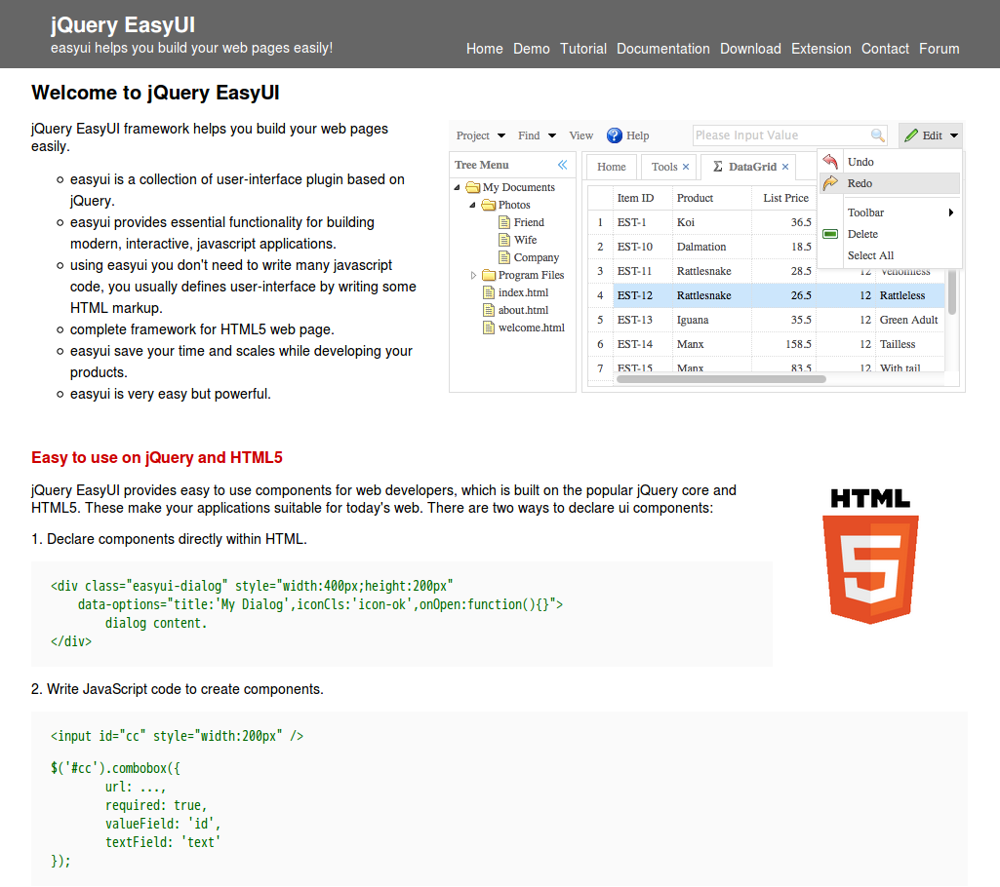 jQuery EasyUI
easyui helps you build your web pages easily!
Home Demo Tutorial Documentation Download Extension Contact Forum
Welcome to jQuery EasyUI
jQuery EasyUI framework helps you build your web pages
easily.
easyui is a collection of user-interface plugin based on
jQuery.
easyui provides essential functionality for building
modern, interactive, javascript applications.
using easyui you don't need to write many javascript
code, you usually defines user-interface by writing some
HTML markup.
complete framework for HTML5 web page.
easyui save your time and scales while developing your
products.
easyui is very easy but powerful.
Project Find View Help Please Input Value Edit
Tree Menu
My Documents
Photos
Friend
Wife
Company
Program Files
index.html
about.html
welcome.html
Home Tools DataGrid
Item ID Product List Price
1 EST-1 Koi 36.5
2 EST-10 Dalmation 18.5
3 EST-11 Rattlesnake 28.5 12 Venomless
4 EST-12 Rattlesnake 26.5 12 Rattleless
5 EST-13 Iguana 35.5 12 Green Adult
6 EST-14 Manx 158.5 12 Tailless
7 EST-15 Manx 83.5 12 With tail
Undo
Redo
Toolbar
Delete
Select All
Easy to use on jQuery and HTML5
jQuery EasyUI provides easy to use components for web developers, which is built on the popular jQuery core and
HTML5. These make your applications suitable for today's web. There are two ways to declare ui components:
HTML
5
1. Declare components directly within HTML.
<div class="easyui-dialog" style="width:400px;height:200px"
data-options="title:'My Dialog',iconCls:'icon-ok',onOpen:function(){}">
dialog content.
</div>
2. Write JavaScript code to create components.
<input id="cc" style="width:200px" />
$('#cc').combobox({
url: ...,
required: true,
valueField: 'id',
textField: 'text'
});